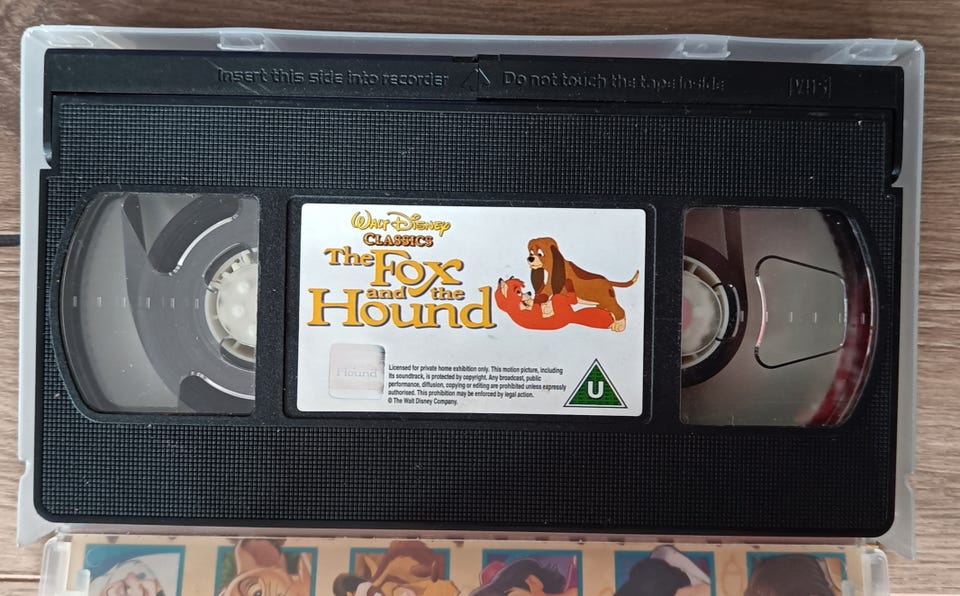 Insert this side into recorder Do not touch the tape inside VHS
WALT DISNEY
CLASSICS
The Fox
and the
Hound
Hound
Licensed for private home exhibition only. This motion picture, including
its soundtrack, is protected by copyright. Any broadcast, public
performance, diffusion, copying or editing are prohibited unless expressly
authorised. This prohibition may be enforced by legal action.
© The Walt Disney Company.
U